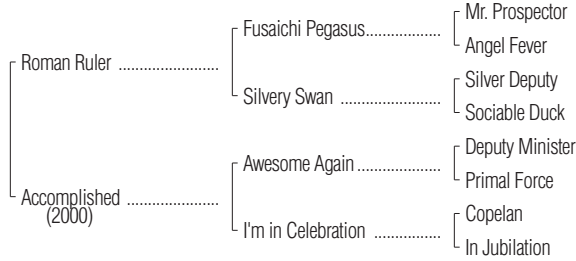 Mr. Prospector
Fusaichi Pegasus....................
Angel Fever
Roman Ruler ..........................
Silver Deputy
Silvery Swan ..........................
Sociable Duck
Deputy Minister
Awesome Again......................
Primal Force
Accomplished ........................
(2000)
Copelan
I'm in Celebration .................
In Jubilation